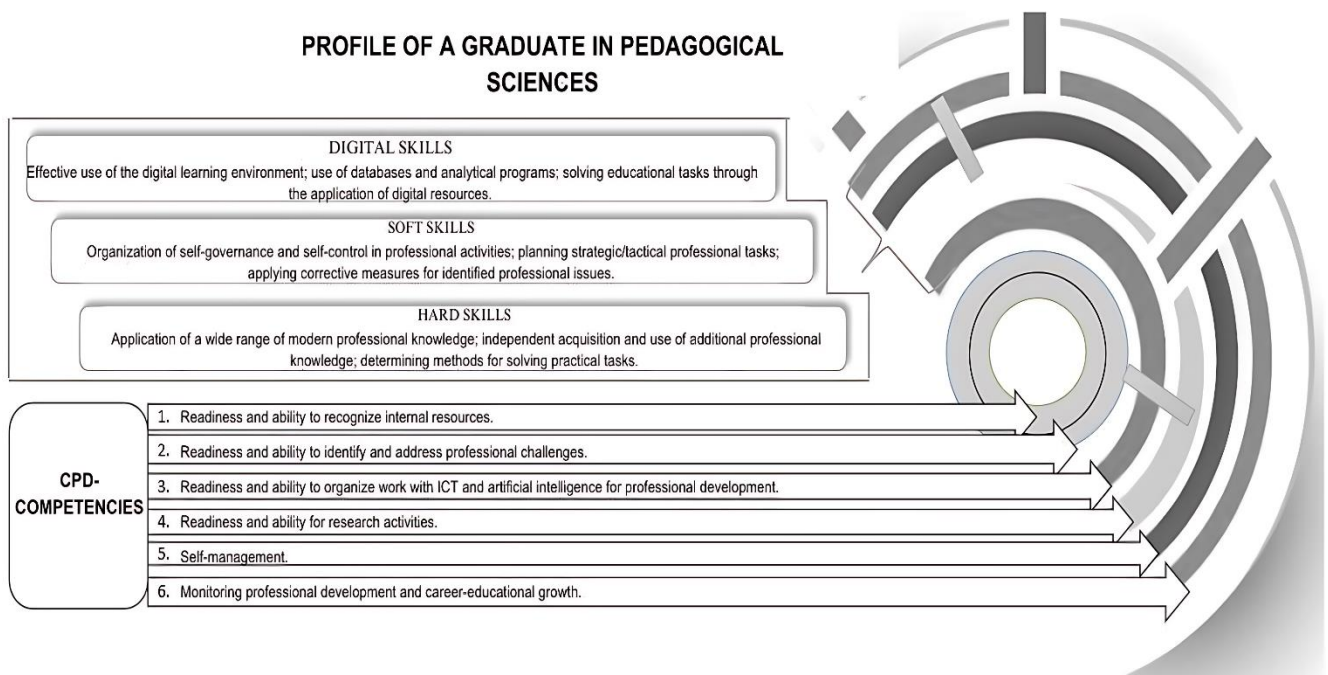 PROFILE OF A GRADUATE IN PEDAGOGICAL
SCIENCES
DIGITAL SKILLS
Effective use of the digital learning environment; use of databases and analytical programs; solving educational tasks through
the application of digital resources.
SOFT SKILLS
Organization of self-governance and self-control in professional activities; planning strategic/tactical professional tasks;
applying corrective measures for identified professional issues.
HARD SKILLS
Application of a wide range of modern professional knowledge; independent acquisition and use of additional professional
knowledge; determining methods for solving practical tasks.
CPD-
COMPETENCIES
1. Readiness and ability to recognize internal resources.
2. Readiness and ability to identify and address professional challenges.
3. Readiness and ability to organize work with ICT and artificial intelligence for professional development.
4. Readiness and ability for research activities.
5. Self-management.
6. Monitoring professional development and career-educational growth.